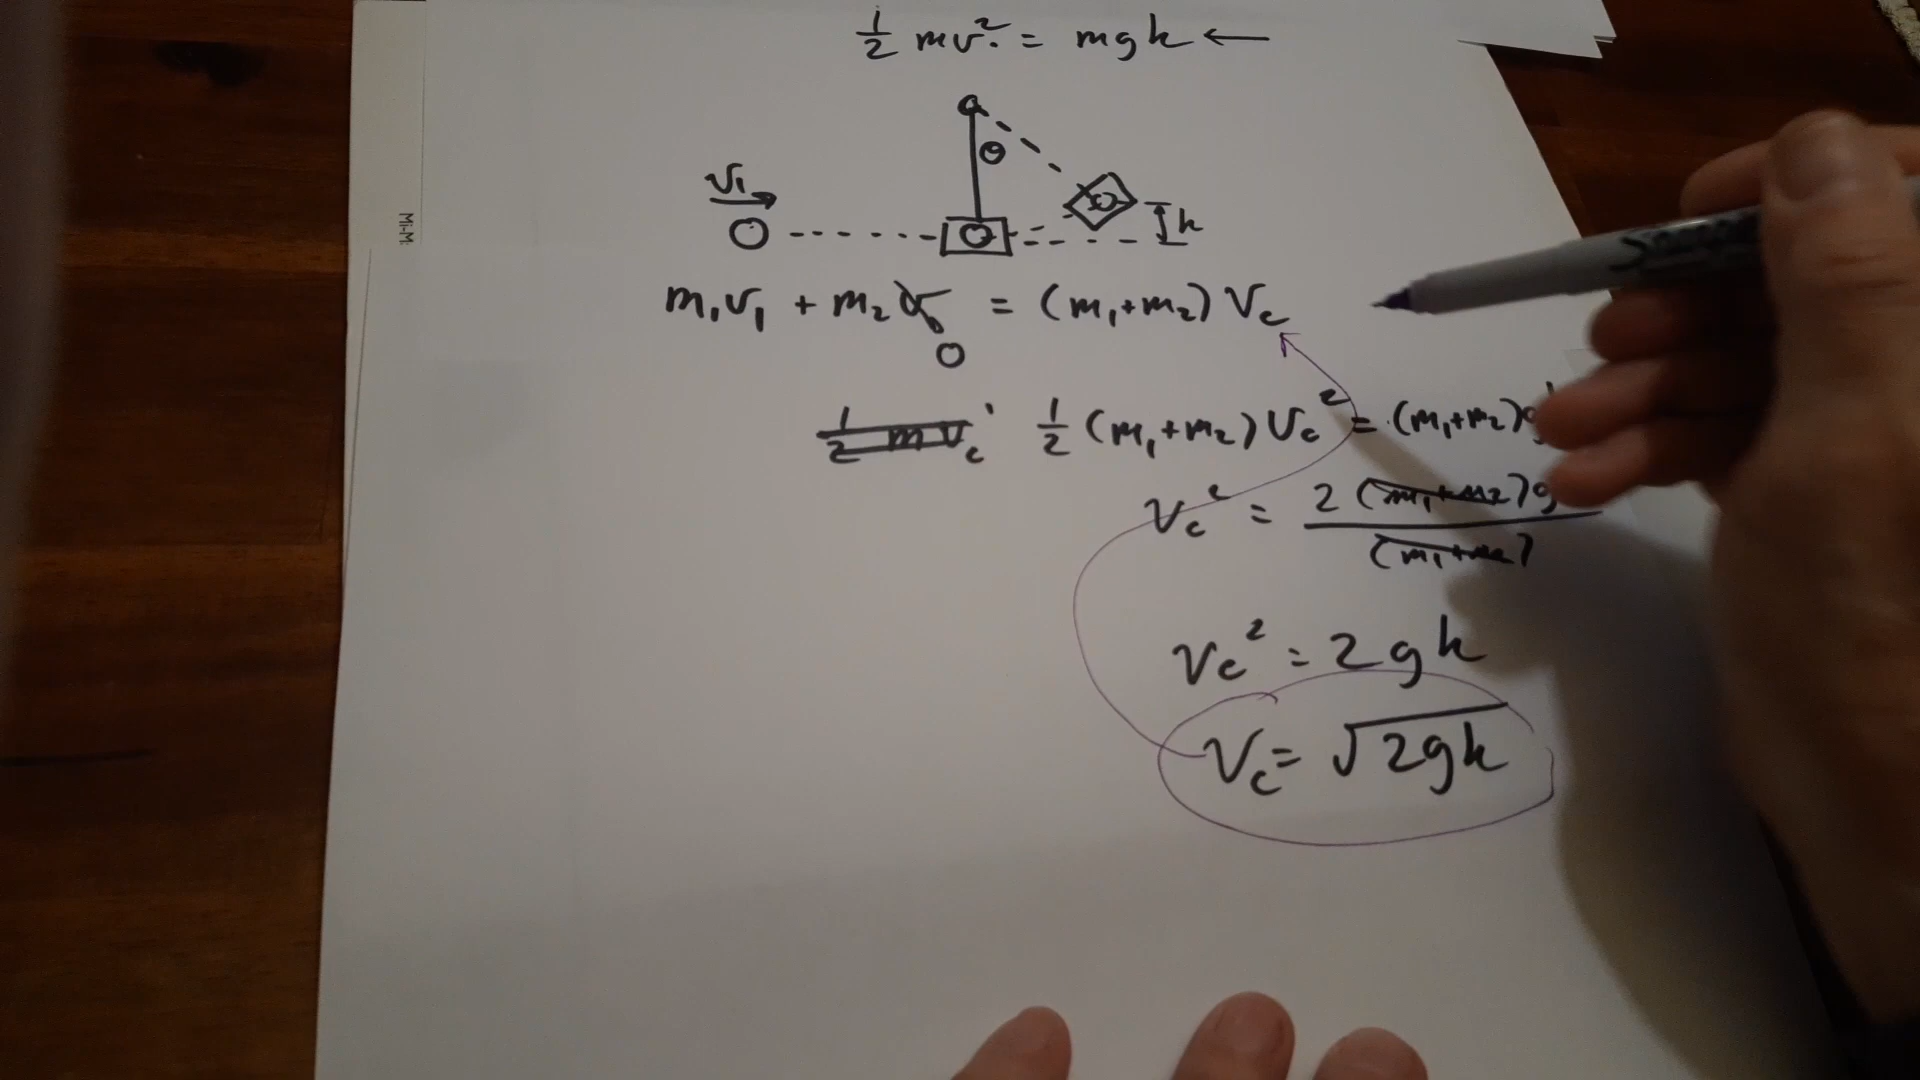 ½ mv² = mgh ←
θ
v₁
h
m₁v₁ + m₂v₂ = (m₁+m₂) Vc
0
½ m vc ½ (m₁+m₂) Vc² = (m₁+m₂)g
Vc² = 2 (m₁+m₂)g
(m₁+m₂)
Vc² = 2gh
Vc = √2gh